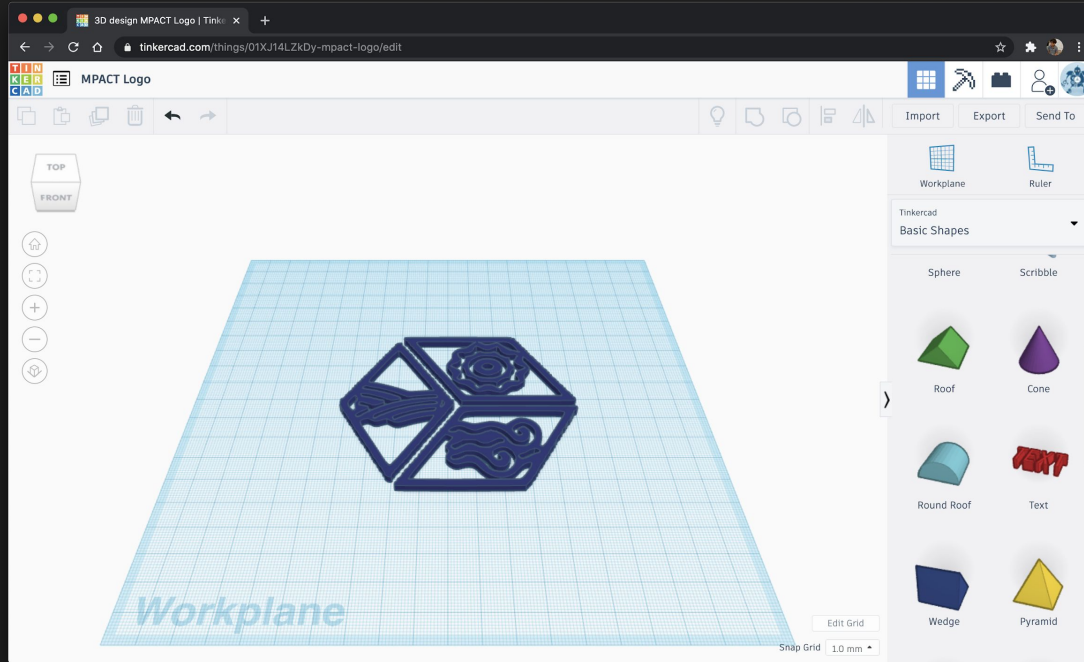 3D design MPACT Logo | Tinke
tinkercad.com/things/01XJ14LZkDy-mpact-logo/edit
TIN
KER
CAD
MPACT Logo
Import
Export
Send To
TOP
FRONT
Workplane
Ruler
Tinkercad
Basic Shapes
Sphere
Scribble
Roof
Cone
TEXT
Round Roof
Text
Wedge
Pyramid
Workplane
Edit Grid
Snap Grid
1.0 mm